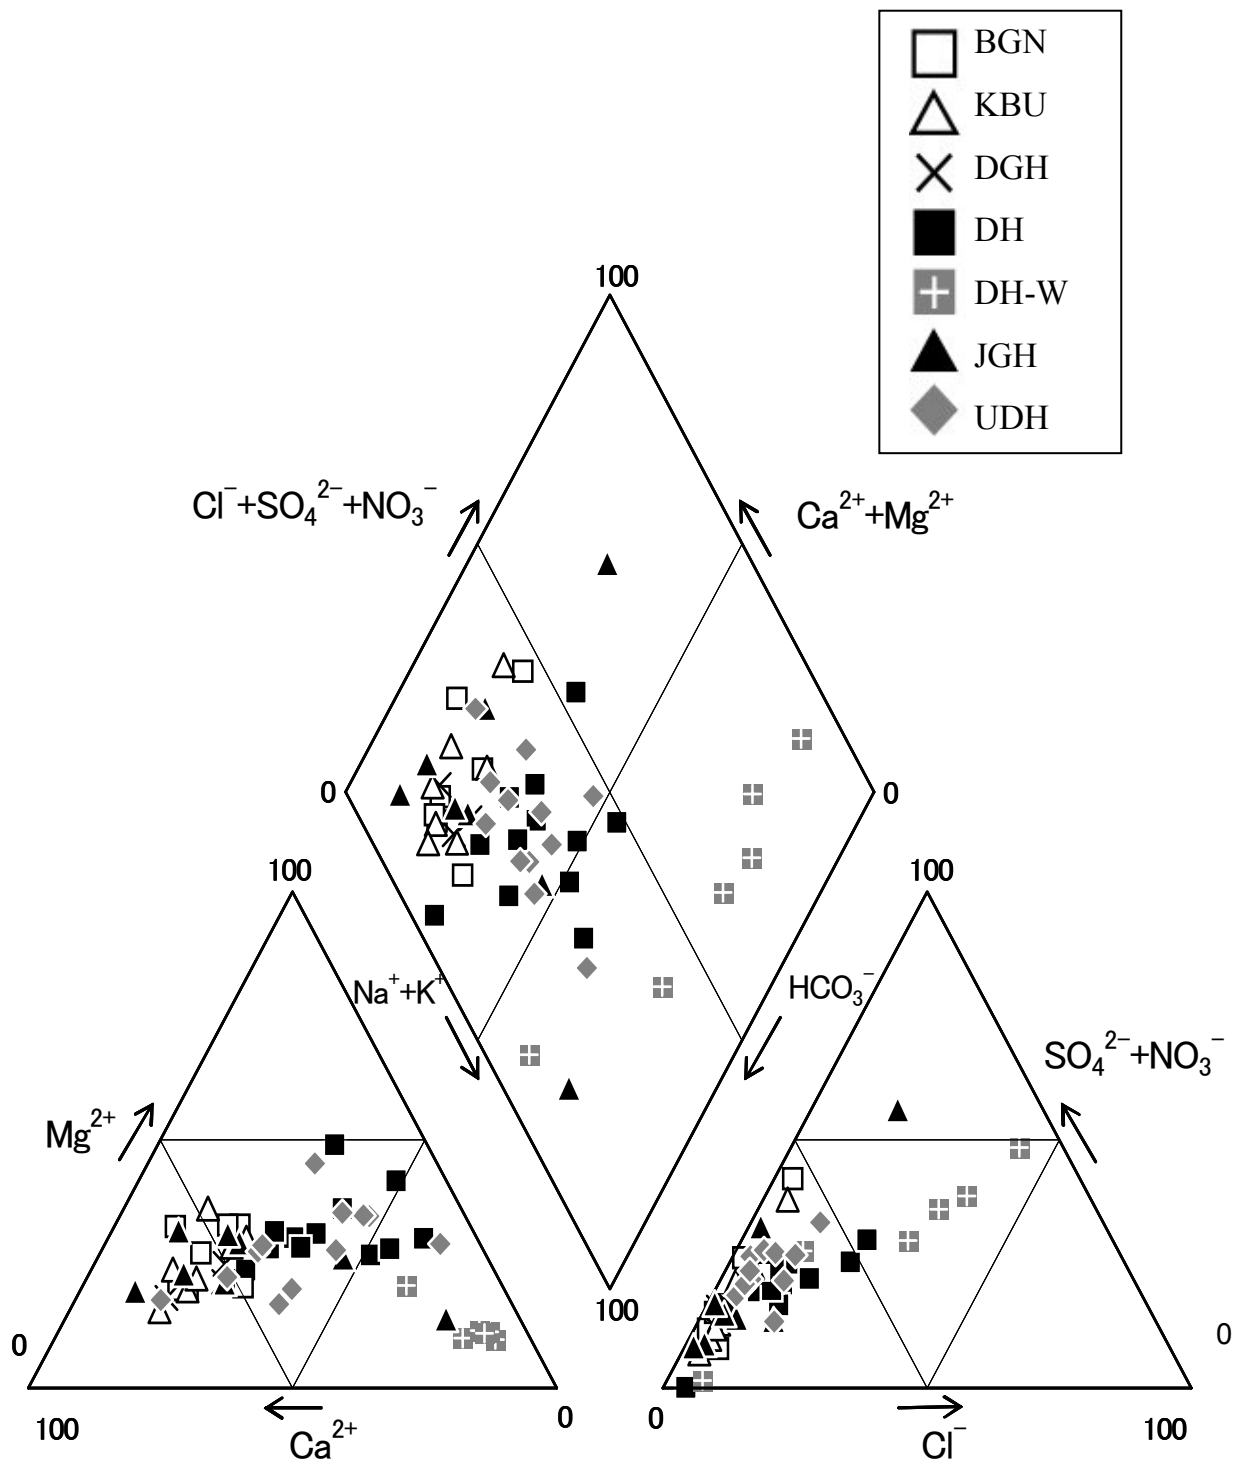 BGN
KBU
DGH
DH
DH-W
JGH
UDH
100
Cl⁻+SO₄²⁻+NO₃⁻
Ca²⁺+Mg²⁺
0
0
100
100
Na⁺+K⁺
HCO₃⁻
SO₄²⁻+NO₃⁻
Mg²⁺
100
0
0
100
0
0
100
Ca²⁺
Cl⁻